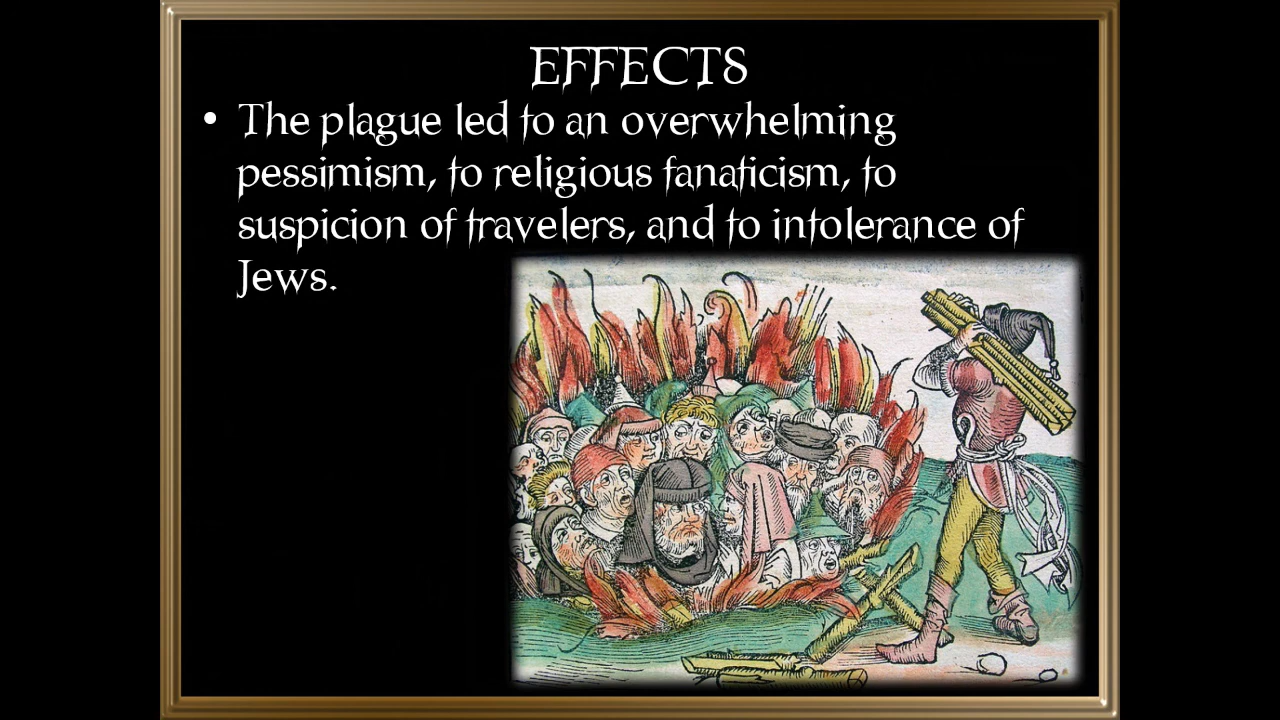 EFFECTS
• The plague led to an overwhelming
pessimism, to religious fanaticism, to
suspicion of travelers, and to intolerance of
Jews.